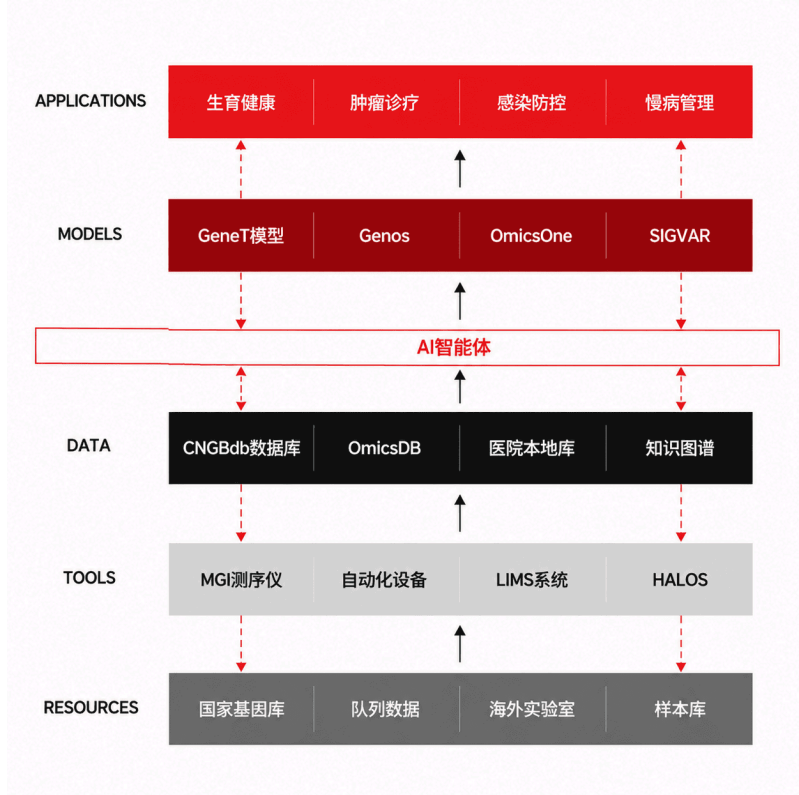 APPLICATIONS 生育健康 肿瘤诊疗 感染防控 慢病管理
MODELS GeneT模型 Genos OmicsOne SIGVAR
AI智能体
DATA CNGBdb数据库 OmicsDB 医院本地库 知识图谱
TOOLS MGI测序仪 自动化设备 LIMS系统 HALOS
RESOURCES 国家基因库 队列数据 海外实验室 样本库